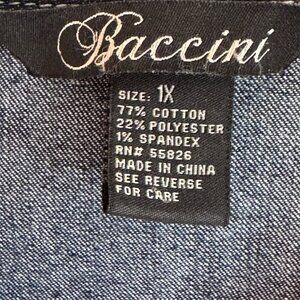 Baccini
SIZE: 1X
77% COTTON
22% POLYESTER
1% SPANDEX
RN# 55826
MADE IN CHINA
SEE REVERSE
FOR CARE